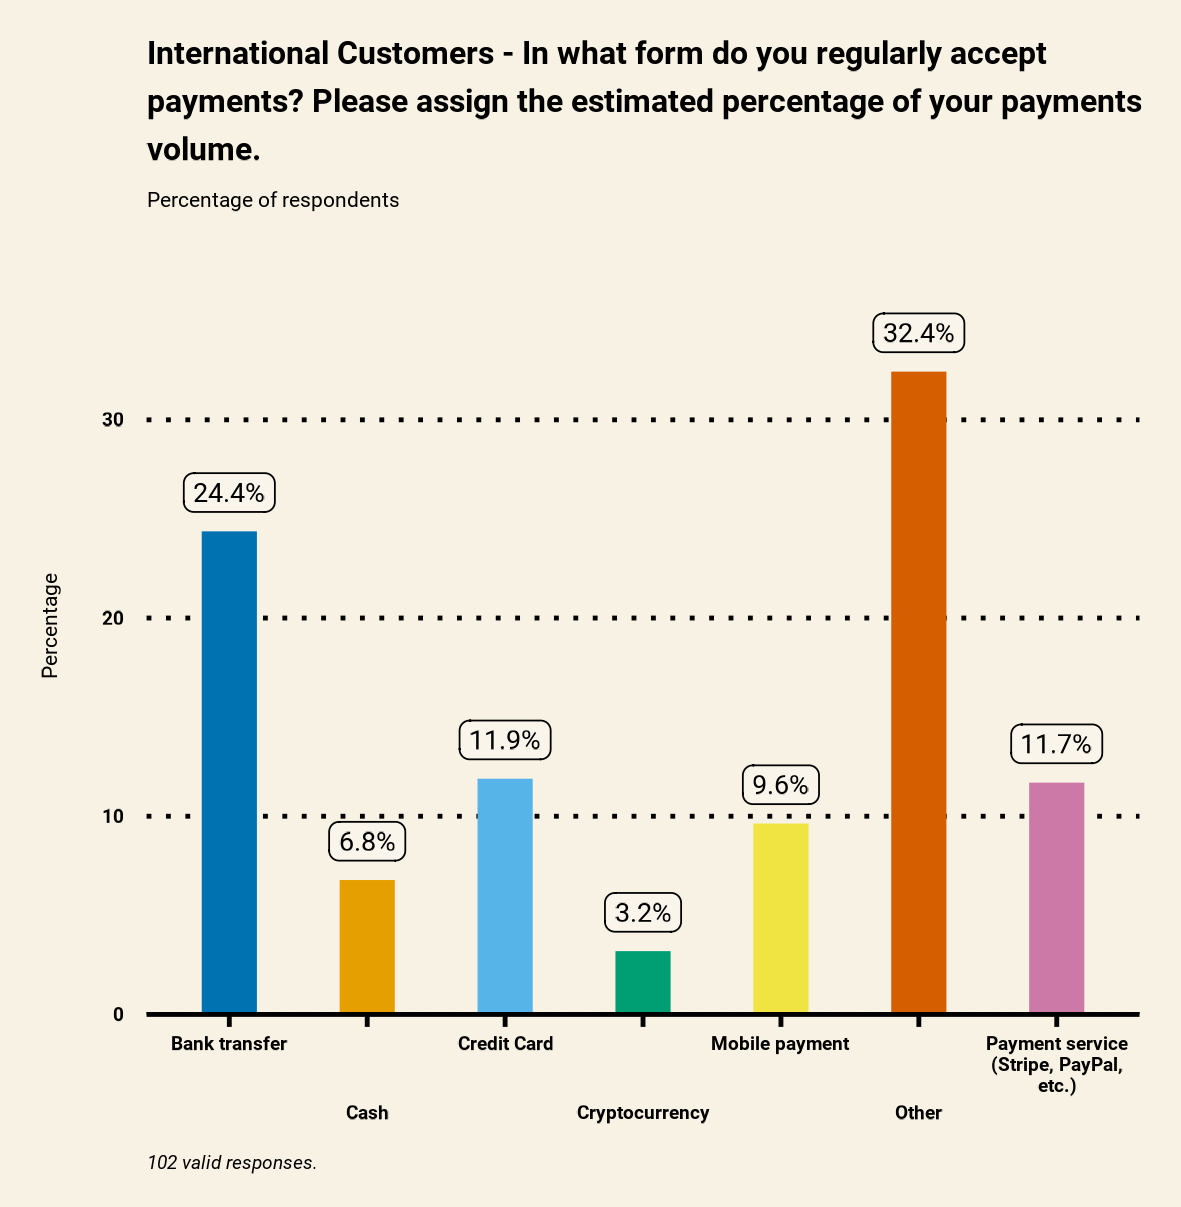 International Customers - In what form do you regularly accept
payments? Please assign the estimated percentage of your payments
volume.
Percentage of respondents
32.4%
30
24.4%
20
Percentage
11.9%
11.7%
9.6%
10
6.8%
3.2%
0
Bank transfer
Credit Card
Mobile payment
Payment service
(Stripe, PayPal,
etc.)
Cash
Cryptocurrency
Other
102 valid responses.